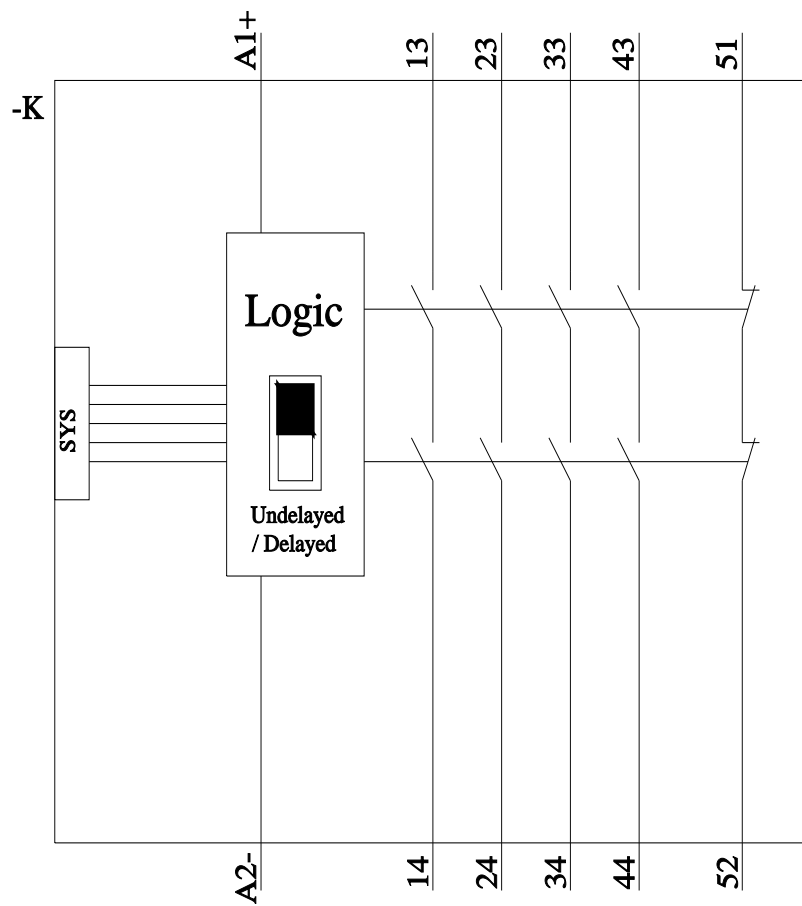 A1+
13
23
33
43
51
-K
Logic
SYS
Undelayed
/ Delayed
A2-
14
24
34
44
52